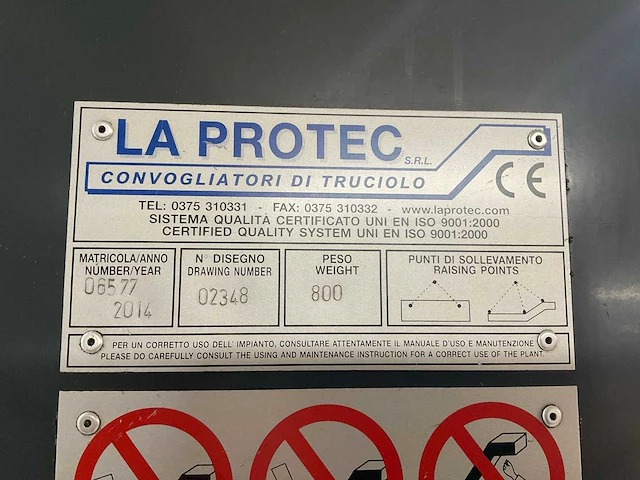 LA PROTEC S.R.L.
CONVOGLIATORI DI TRUCIOLO
CE
TEL: 0375 310331 - FAX: 0375 310332 - www.laprotec.com
SISTEMA QUALITÀ CERTIFICATO UNI EN ISO 9001:2000
CERTIFIED QUALITY SYSTEM UNI EN ISO 9001:2000
MATRICOLA/ANNO
NUMBER/YEAR
06577
2014
N° DISEGNO
DRAWING NUMBER
02348
PESO
WEIGHT
800
PUNTI DI SOLLEVAMENTO
RAISING POINTS
PER UN CORRETTO USO DELL' IMPIANTO, CONSULTARE ATTENTAMENTE IL MANUALE D'USO E MANUTENZIONE
PLEASE DO CAREFULLY CONSULT THE USING AND MAINTENANCE INSTRUCTION FOR A CORRECT USE OF THE PLANT.